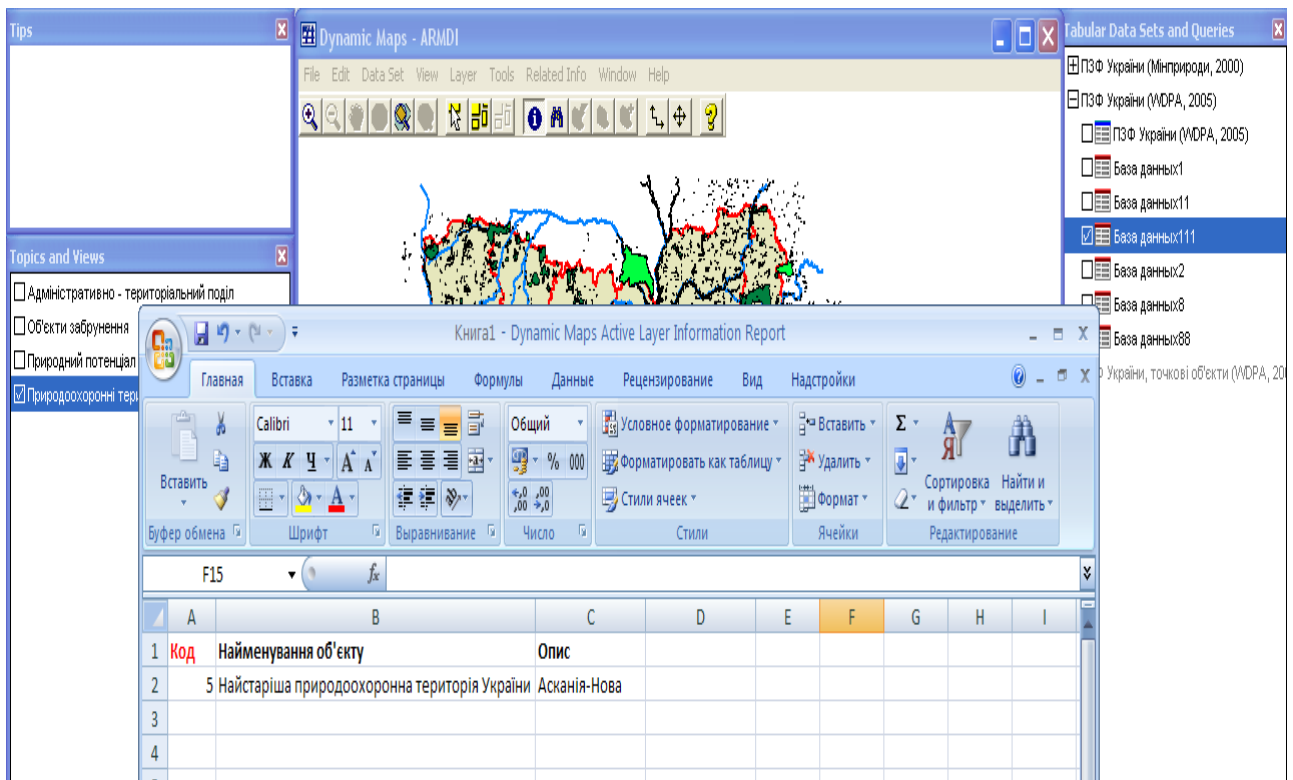 Tips
Dynamic Maps - ARMDI
File Edit Data Set View Layer Tools Related Info Window Help
Tabular Data Sets and Queries
ПЗФ України (Мінприроди, 2000)
ПЗФ України (WDPA, 2005)
ПЗФ України (WDPA, 2005)
База данных1
База данных11
База данных111
База данных2
База данных8
База данных88
України, точкові об'єкти (WDPA, 20
Topics and Views
Адміністративно - територіальний поділ
Об'єкти забрунення
Природний потенціал
Природоохоронні тери
Книга1 - Dynamic Maps Active Layer Information Report
Главная Вставка Разметка страницы Формулы Данные Рецензирование Вид Надстройки
Вставить
Буфер обмена
Calibri 11
Ж К Ч А А
А
Шрифт
Выравнивание
Общий
% 000
,0 ,00
,00 ,0
Число
Условное форматирование
Форматировать как таблицу
Стили ячеек
Стили
Вставить
Удалить
Формат
Ячейки
Σ
А
Я
Сортировка и фильтр
Найти и выделить
Редактирование
F15 fx
A B C D E F G H I
1 Код Найменування об'єкту Опис
2 5 Найстаріша природоохоронна територія України Асканія-Нова
3
4